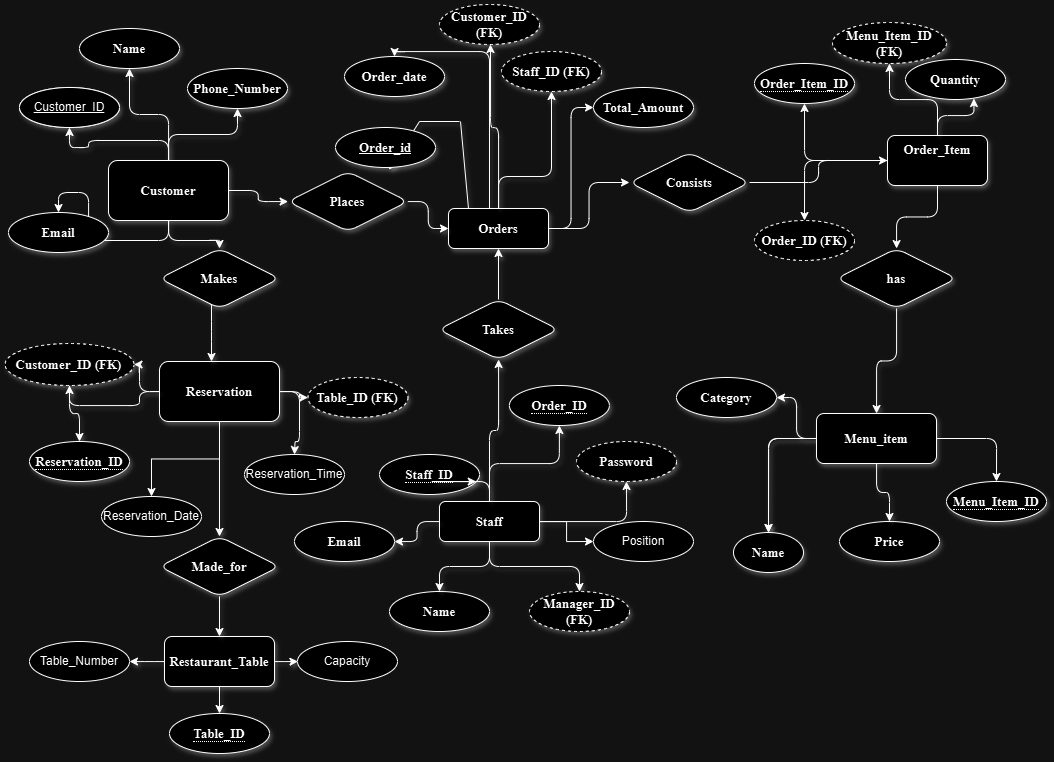 Customer_ID
(FK)
Name
Menu_Item_ID
(FK)
Order_date
Staff_ID (FK)
Phone_Number
Order_Item_ID
Quantity
Customer_ID
Total_Amount
Order_id
Order_Item
Customer
Places
Consists
Email
Orders
Order_ID (FK)
Makes
has
Takes
Customer_ID (FK)
Reservation
Table_ID (FK)
Order_ID
Category
Menu_item
Reservation_ID
Reservation_Time
Staff_ID
Password
Menu_Item_ID
Reservation_Date
Staff
Email
Position
Name
Price
Made_for
Name
Manager_ID
(FK)
Table_Number
Restaurant_Table
Capacity
Table_ID